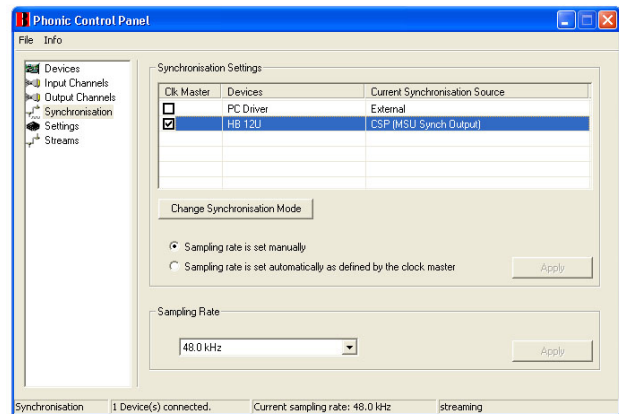 Phonic Control Panel
File Info
Devices
Input Channels
Output Channels
Synchronisation
Settings
Streams
Synchronisation Settings
Clk Master Devices Current Synchronisation Source
PC Driver External
HB 12U CSP (MSU Synch Output)
Change Synchronisation Mode
Sampling rate is set manually
Sampling rate is set automatically as defined by the clock master
Apply
Sampling Rate
48.0 kHz
Apply
Synchronisation 1 Device(s) connected. Current sampling rate: 48.0 kHz streaming